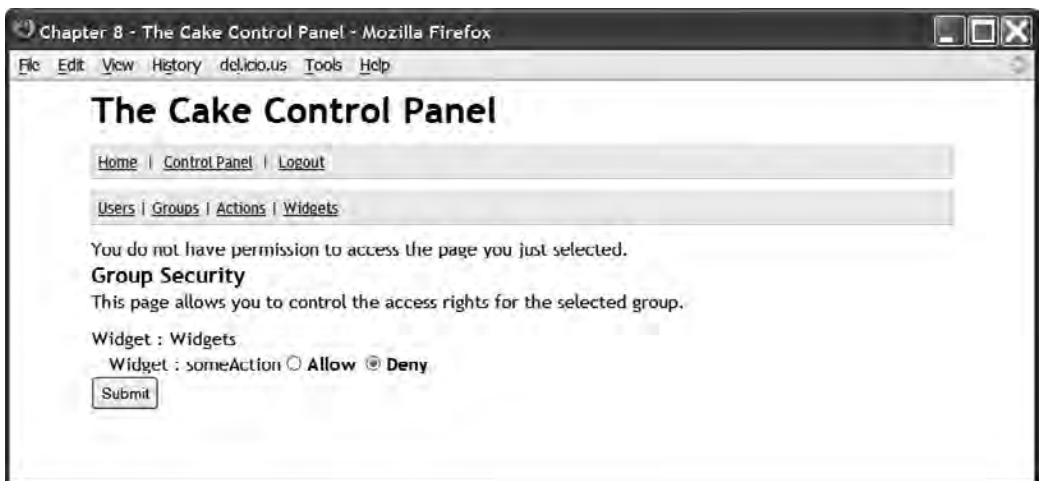 Chapter 8 - The Cake Control Panel - Mozilla Firefox
File Edit View History del.icio.us Tools Help
The Cake Control Panel
Home | Control Panel | Logout
Users | Groups | Actions | Widgets
You do not have permission to access the page you just selected.
Group Security
This page allows you to control the access rights for the selected group.
Widget : Widgets
Widget : someAction Allow Deny
Submit